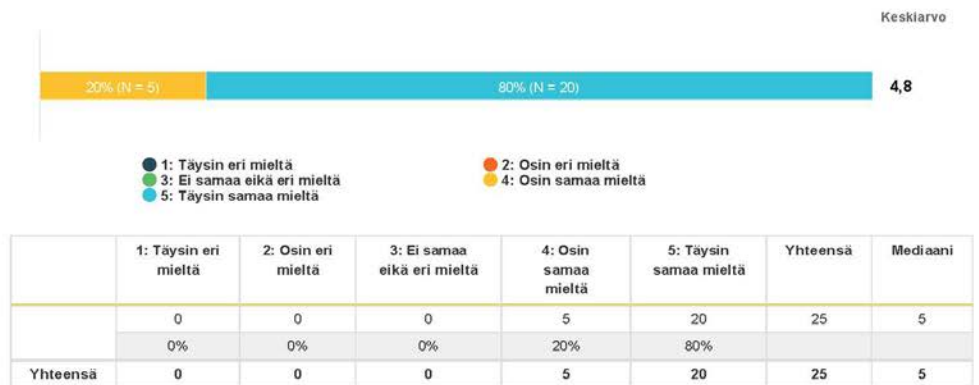 Keskiarvo
20% (N = 5) 80% (N = 20) 4,8
1: Täysin eri mieltä 2: Osin eri mieltä
3: Ei samaa eikä eri mieltä 4: Osin samaa mieltä
5: Täysin samaa mieltä
1: Täysin eri mieltä 2: Osin eri mieltä 3: Ei samaa eikä eri mieltä 4: Osin samaa mieltä 5: Täysin samaa mieltä Yhteensä Mediaani
0 0 0 5 20 25 5
0% 0% 0% 20% 80%
Yhteensä 0 0 0 5 20 25 5